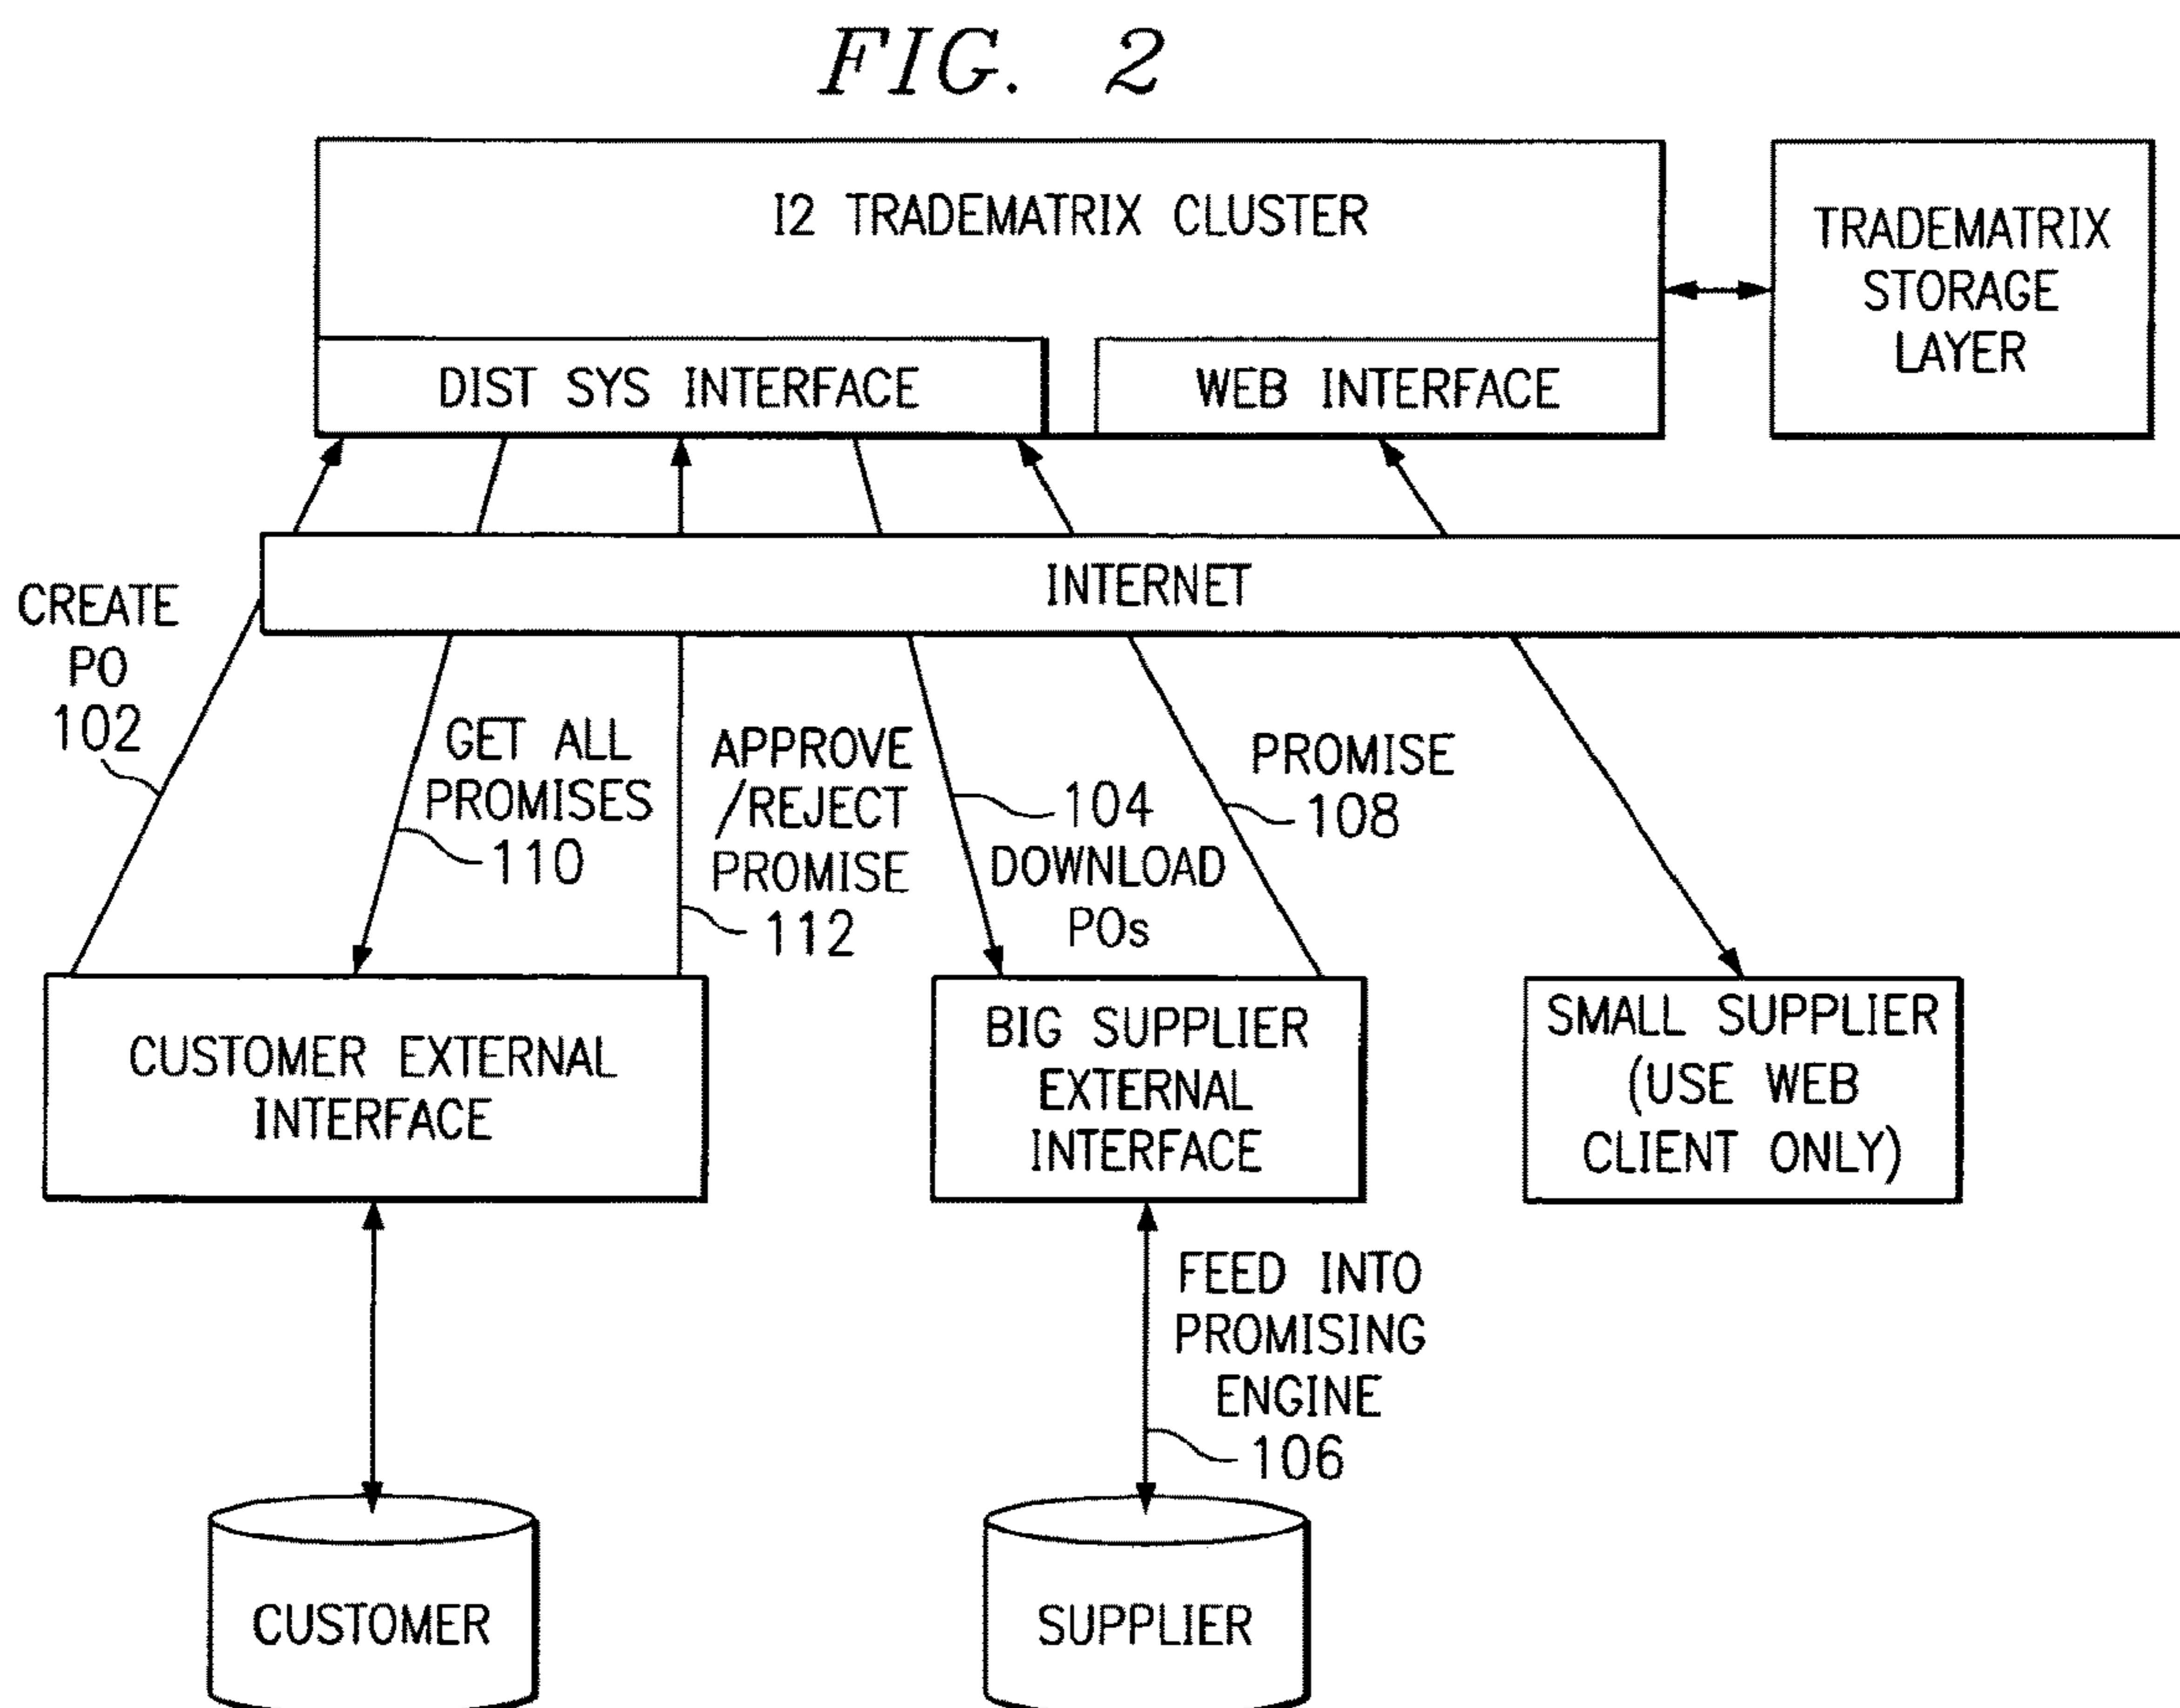 FIG. 2
I2 TRADEMATRIX CLUSTER
TRADEMATRIX
STORAGE
LAYER
DIST SYS INTERFACE
WEB INTERFACE
INTERNET
CREATE
PO
102
GET ALL
PROMISES
110
APPROVE
/REJECT
PROMISE
112
104
DOWNLOAD
POs
PROMISE
108
CUSTOMER EXTERNAL
INTERFACE
BIG SUPPLIER
EXTERNAL
INTERFACE
SMALL SUPPLIER
(USE WEB
CLIENT ONLY)
FEED INTO
PROMISING
ENGINE
106
CUSTOMER
SUPPLIER